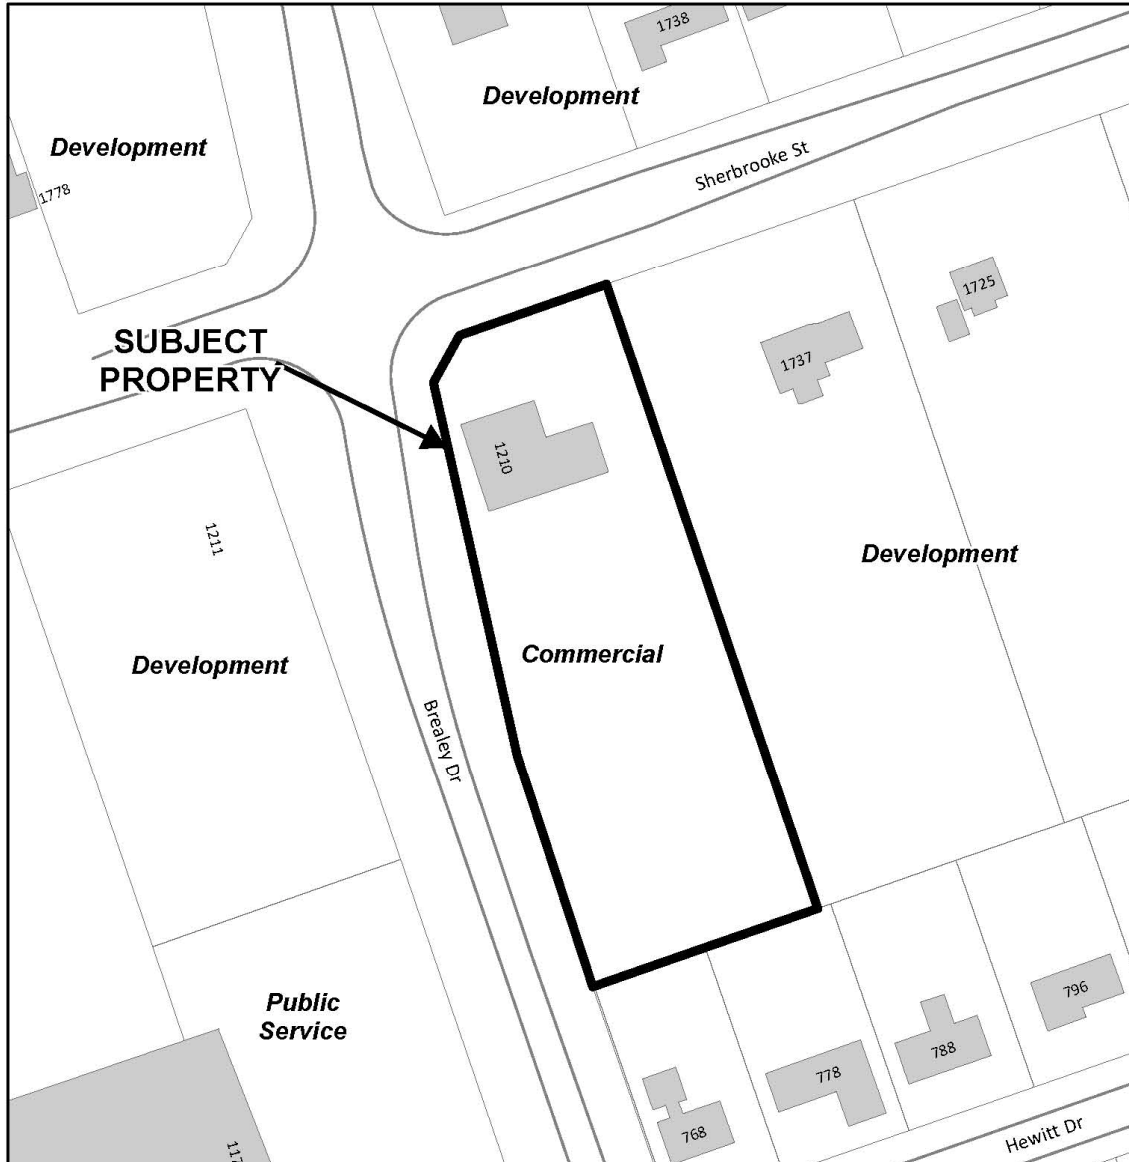 1738
Development
Development
Sherbrooke St
1778
1725
SUBJECT
PROPERTY
1737
1210
1211
Development
Commercial
Development
Brealey Dr
Public
Service
796
788
778
768
Hewitt Dr